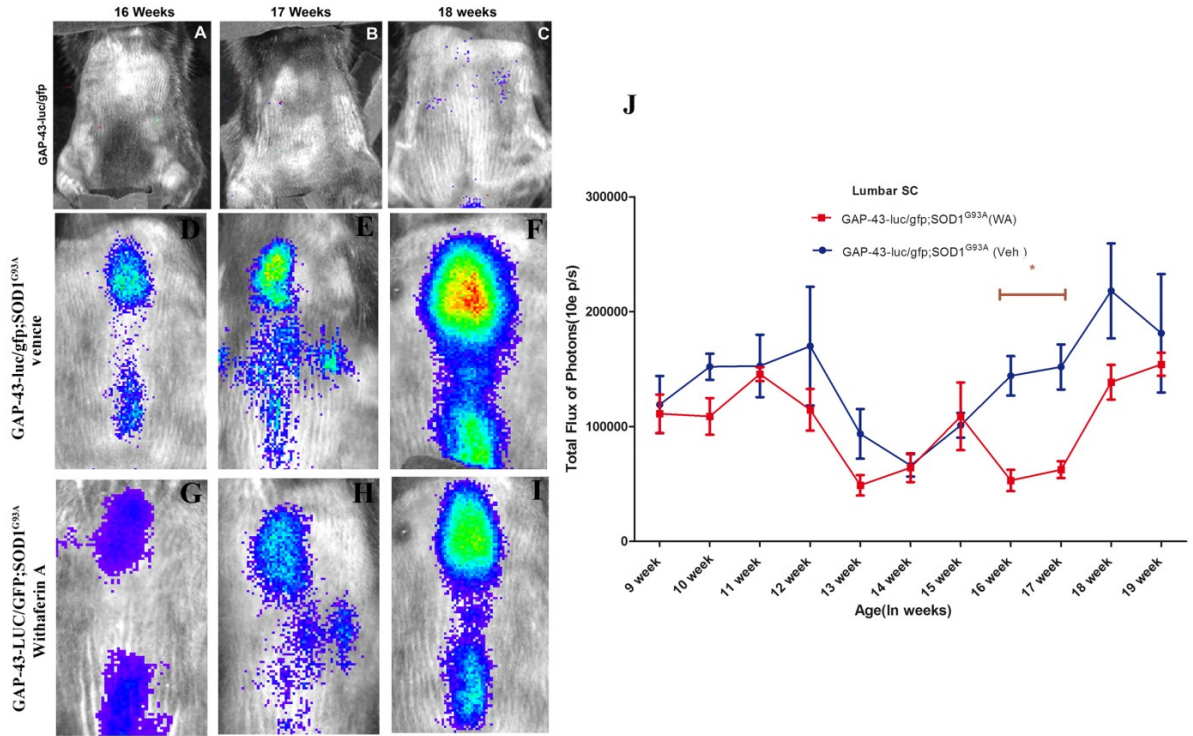 16 Weeks
17 Weeks
18 weeks
GAP-43-luc/gfp
A
B
C
GAP-43-luc/gfp;SOD1G93A
vehicle
D
E
F
GAP-43-LUC/GFP;SOD1G93A
Withaferin A
G
H
I
J
Lumbar SC
GAP-43-luc/gfp;SOD1G93A(WA)
GAP-43-luc/gfp;SOD1G93A (Veh )
*
Total Flux of Photons(10e p/s)
300000
200000
100000
0
9 week
10 week
11 week
12 week
13 week
14 week
15 week
16 week
17 week
18 week
19 week
Age(In weeks)